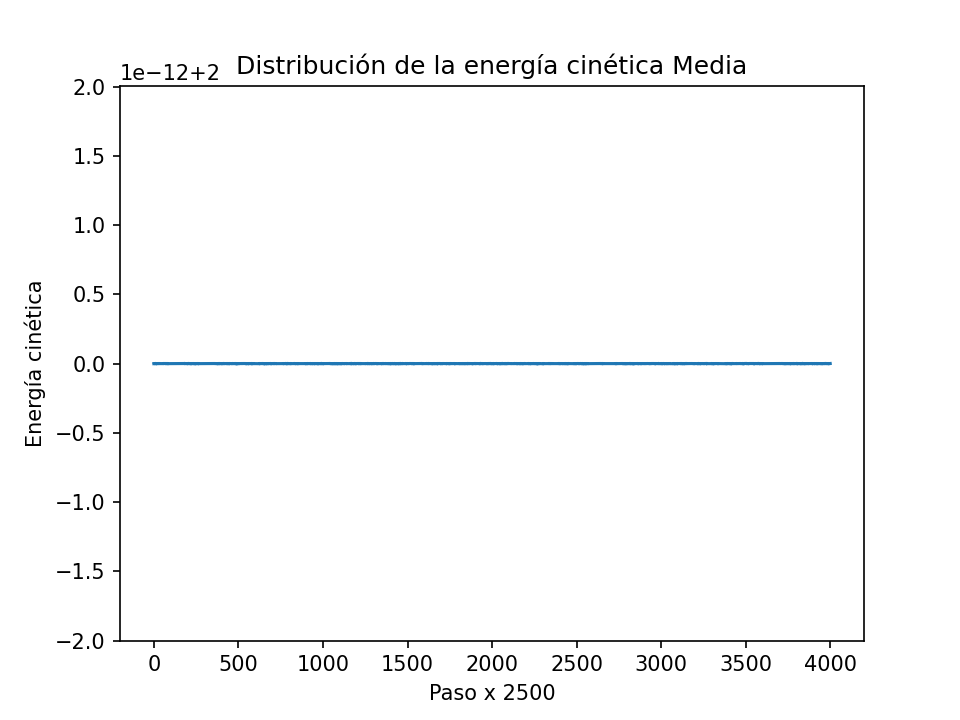 Distribución de la energía cinética Media
1e−12+2
2.0
1.5
1.0
0.5
0.0
−0.5
−1.0
−1.5
−2.0
Energía cinética
0 500 1000 1500 2000 2500 3000 3500 4000
Paso x 2500